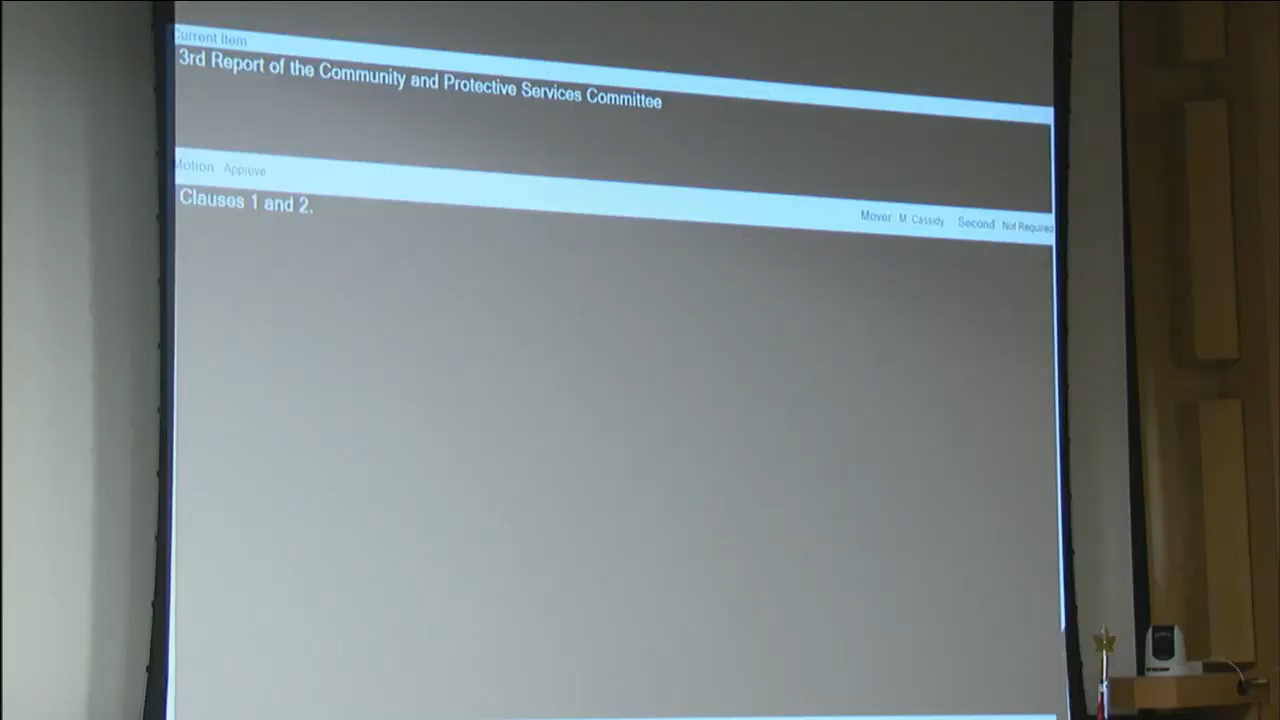 Current Item
3rd Report of the Community and Protective Services Committee
Motion Approve
Mover M. Cassidy Second Not Required
Clauses 1 and 2.